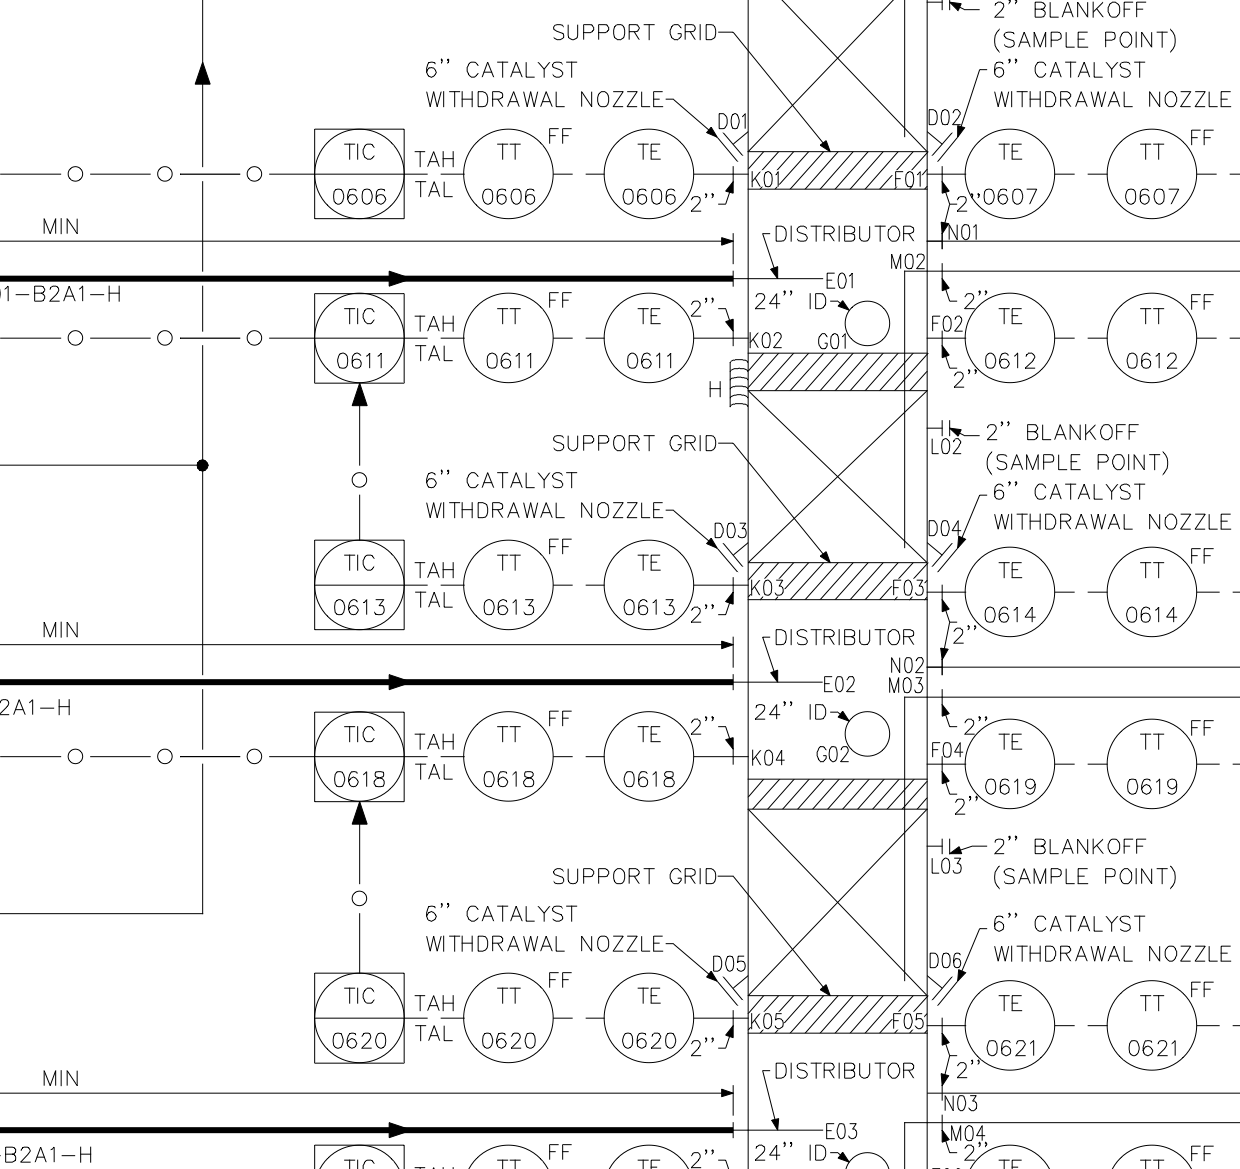 2" BLANKOFF
(SAMPLE POINT)
SUPPORT GRID
6" CATALYST
WITHDRAWAL NOZZLE
6" CATALYST
WITHDRAWAL NOZZLE
D01
D02
TIC
0606
TAH
TAL
TT
0606
FF
TE
0606
2"
K01
F01
2"
TE
0607
TT
0607
FF
MIN
DISTRIBUTOR
N01
M02
1-B2A1-H
E01
24" ID
G01
2"
TIC
0611
TAH
TAL
TT
0611
FF
TE
0611
2"
K02
F02
2"
TE
0612
TT
0612
FF
H
2" BLANKOFF
(SAMPLE POINT)
L02
SUPPORT GRID
6" CATALYST
WITHDRAWAL NOZZLE
6" CATALYST
WITHDRAWAL NOZZLE
D03
D04
TIC
0613
TAH
TAL
TT
0613
FF
TE
0613
2"
K03
F03
2"
TE
0614
TT
0614
FF
MIN
DISTRIBUTOR
N02
M03
2A1-H
E02
24" ID
G02
2"
TIC
0618
TAH
TAL
TT
0618
FF
TE
0618
2"
K04
F04
2"
TE
0619
TT
0619
FF
2" BLANKOFF
(SAMPLE POINT)
L03
SUPPORT GRID
6" CATALYST
WITHDRAWAL NOZZLE
6" CATALYST
WITHDRAWAL NOZZLE
D05
D06
TIC
0620
TAH
TAL
TT
0620
FF
TE
0620
2"
K05
F05
2"
TE
0621
TT
0621
FF
MIN
DISTRIBUTOR
N03
M04
-B2A1-H
E03
24" ID
2"
TIC
TAH
TT
FF
TE
2"
TE
TT
FF